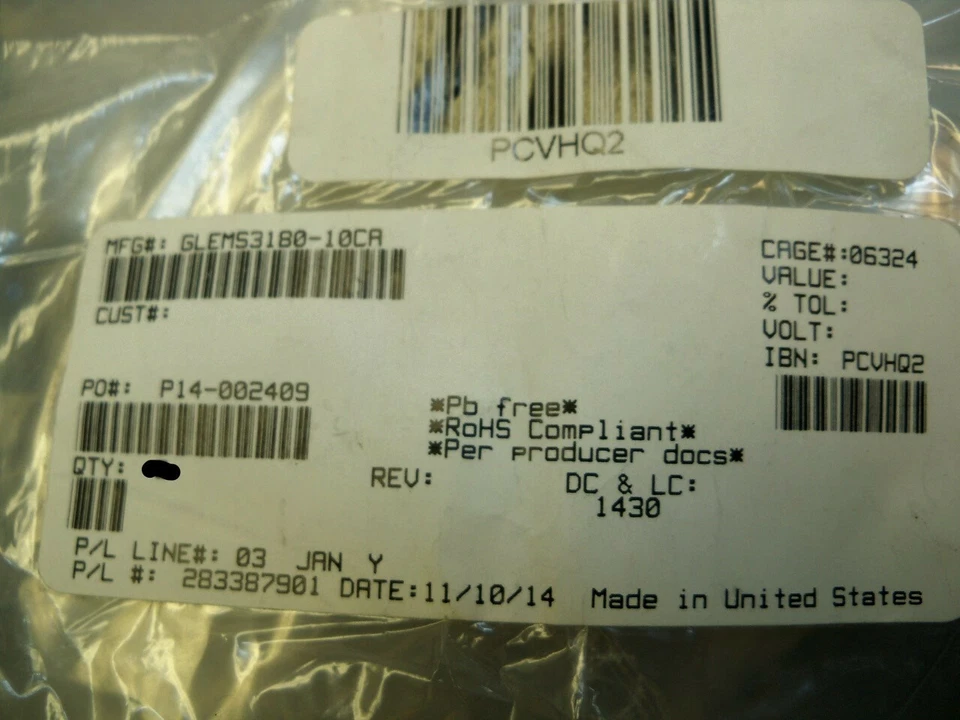 PCVHQ2
MFG#: GLEMS3180-10CA
CUST#:
PO#: P14-002409
QTY:
CAGE#:06324
VALUE:
% TOL:
VOLT:
IBN: PCVHQ2
*Pb free*
*RoHS Compliant*
*Per producer docs*
REV:
DC & LC:
1430
P/L LINE#: 03 JAN Y
P/L #: 283387901 DATE:11/10/14 Made in United States